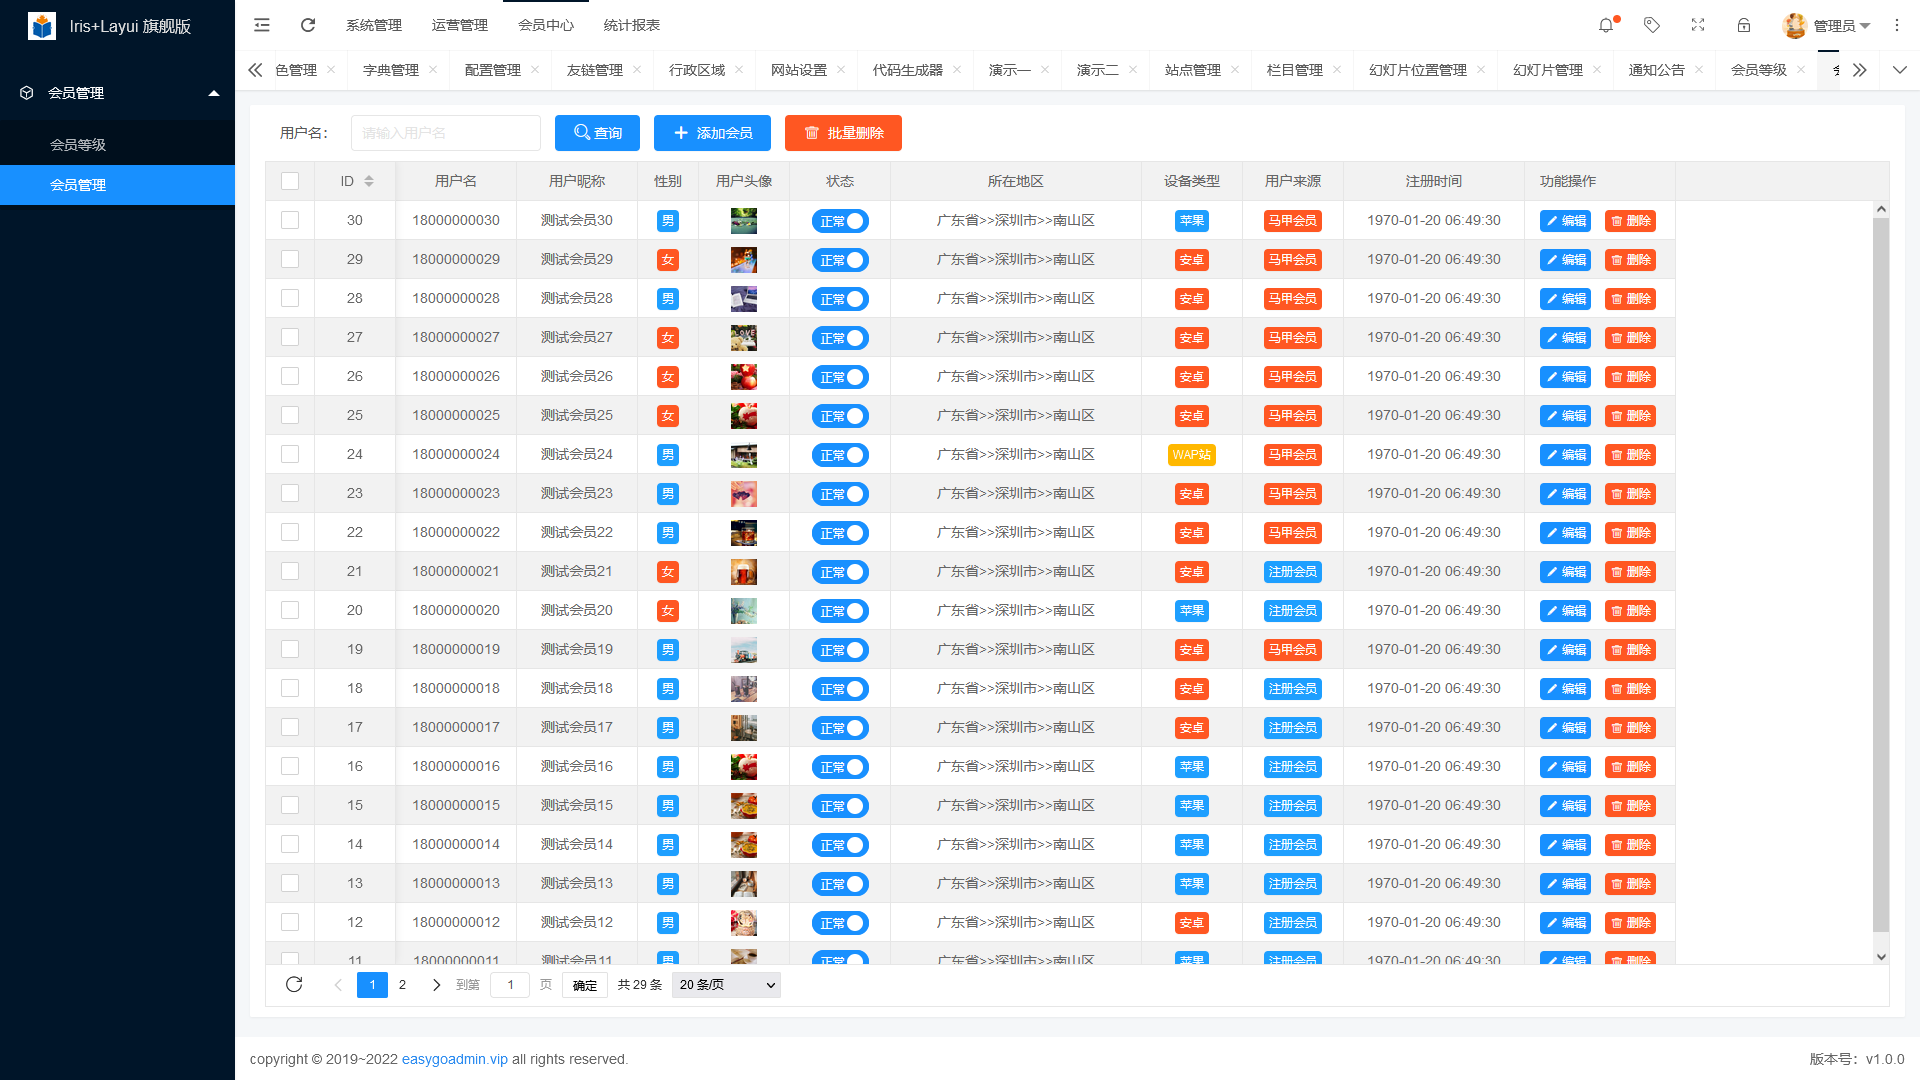 Iris+Layui 旗舰版
系统管理 运营管理 会员中心 统计报表 管理员
色管理 字典管理 配置管理 友链管理 行政区域 网站设置 代码生成器 演示一 演示二 站点管理 栏目管理 幻灯片位置管理 幻灯片管理 通知公告 会员等级
会员管理
会员等级
会员管理
用户名： 请输入用户名 查询 添加会员 批量删除
ID 用户名 用户昵称 性别 用户头像 状态 所在地区 设备类型 用户来源 注册时间 功能操作
30 18000000030 测试会员30 男 正常 广东省>>深圳市>>南山区 苹果 马甲会员 1970-01-20 06:49:30 编辑 删除
29 18000000029 测试会员29 女 正常 广东省>>深圳市>>南山区 安卓 马甲会员 1970-01-20 06:49:30 编辑 删除
28 18000000028 测试会员28 男 正常 广东省>>深圳市>>南山区 安卓 马甲会员 1970-01-20 06:49:30 编辑 删除
27 18000000027 测试会员27 女 正常 广东省>>深圳市>>南山区 安卓 马甲会员 1970-01-20 06:49:30 编辑 删除
26 18000000026 测试会员26 女 正常 广东省>>深圳市>>南山区 安卓 马甲会员 1970-01-20 06:49:30 编辑 删除
25 18000000025 测试会员25 女 正常 广东省>>深圳市>>南山区 安卓 马甲会员 1970-01-20 06:49:30 编辑 删除
24 18000000024 测试会员24 男 正常 广东省>>深圳市>>南山区 WAP站 马甲会员 1970-01-20 06:49:30 编辑 删除
23 18000000023 测试会员23 男 正常 广东省>>深圳市>>南山区 安卓 马甲会员 1970-01-20 06:49:30 编辑 删除
22 18000000022 测试会员22 男 正常 广东省>>深圳市>>南山区 安卓 马甲会员 1970-01-20 06:49:30 编辑 删除
21 18000000021 测试会员21 女 正常 广东省>>深圳市>>南山区 安卓 注册会员 1970-01-20 06:49:30 编辑 删除
20 18000000020 测试会员20 女 正常 广东省>>深圳市>>南山区 苹果 注册会员 1970-01-20 06:49:30 编辑 删除
19 18000000019 测试会员19 男 正常 广东省>>深圳市>>南山区 安卓 马甲会员 1970-01-20 06:49:30 编辑 删除
18 18000000018 测试会员18 男 正常 广东省>>深圳市>>南山区 安卓 注册会员 1970-01-20 06:49:30 编辑 删除
17 18000000017 测试会员17 男 正常 广东省>>深圳市>>南山区 安卓 注册会员 1970-01-20 06:49:30 编辑 删除
16 18000000016 测试会员16 男 正常 广东省>>深圳市>>南山区 苹果 注册会员 1970-01-20 06:49:30 编辑 删除
15 18000000015 测试会员15 男 正常 广东省>>深圳市>>南山区 苹果 注册会员 1970-01-20 06:49:30 编辑 删除
14 18000000014 测试会员14 男 正常 广东省>>深圳市>>南山区 苹果 注册会员 1970-01-20 06:49:30 编辑 删除
13 18000000013 测试会员13 男 正常 广东省>>深圳市>>南山区 苹果 注册会员 1970-01-20 06:49:30 编辑 删除
12 18000000012 测试会员12 男 正常 广东省>>深圳市>>南山区 安卓 注册会员 1970-01-20 06:49:30 编辑 删除
11 18000000011 测试会员11 男 正常 广东省>>深圳市>>南山区 苹果 注册会员 1970-01-20 06:49:30 编辑 删除
1 2 到第 1 页 确定 共 29 条 20 条/页
copyright © 2019~2022 easygoadmin.vip all rights reserved. 版本号：v1.0.0